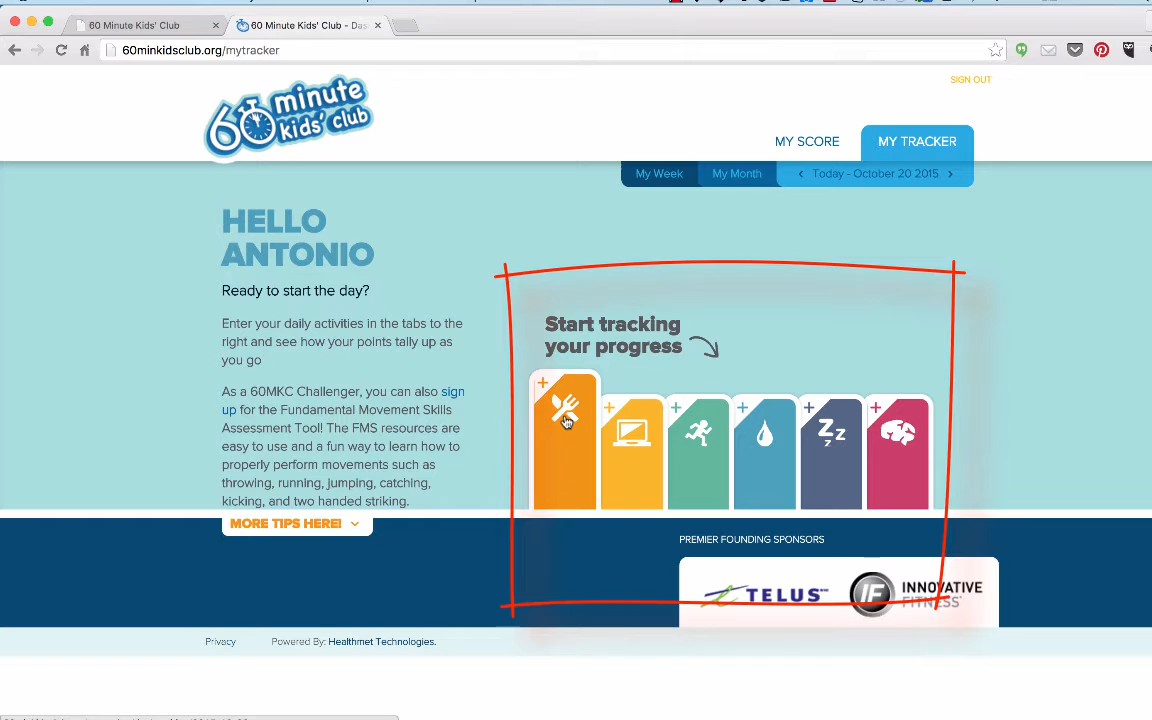 60 Minute Kids' Club
60 Minute Kids' Club - Das
60minkidsclub.org/mytracker
SIGN OUT
60 minute
kids' club
MY SCORE
MY TRACKER
My Week
My Month
‹ Today - October 20 2015 ›
HELLO
ANTONIO
Ready to start the day?
Enter your daily activities in the tabs to the
right and see how your points tally up as
you go
As a 60MKC Challenger, you can also sign
up for the Fundamental Movement Skills
Assessment Tool! The FMS resources are
easy to use and a fun way to learn how to
properly perform movements such as
throwing, running, jumping, catching,
kicking, and two handed striking.
MORE TIPS HERE!
Start tracking
your progress
+ + + + + +
ZZZ
PREMIER FOUNDING SPONSORS
TELUS
IF INNOVATIVE
FITNESS
Privacy
Powered By: Healthmet Technologies.